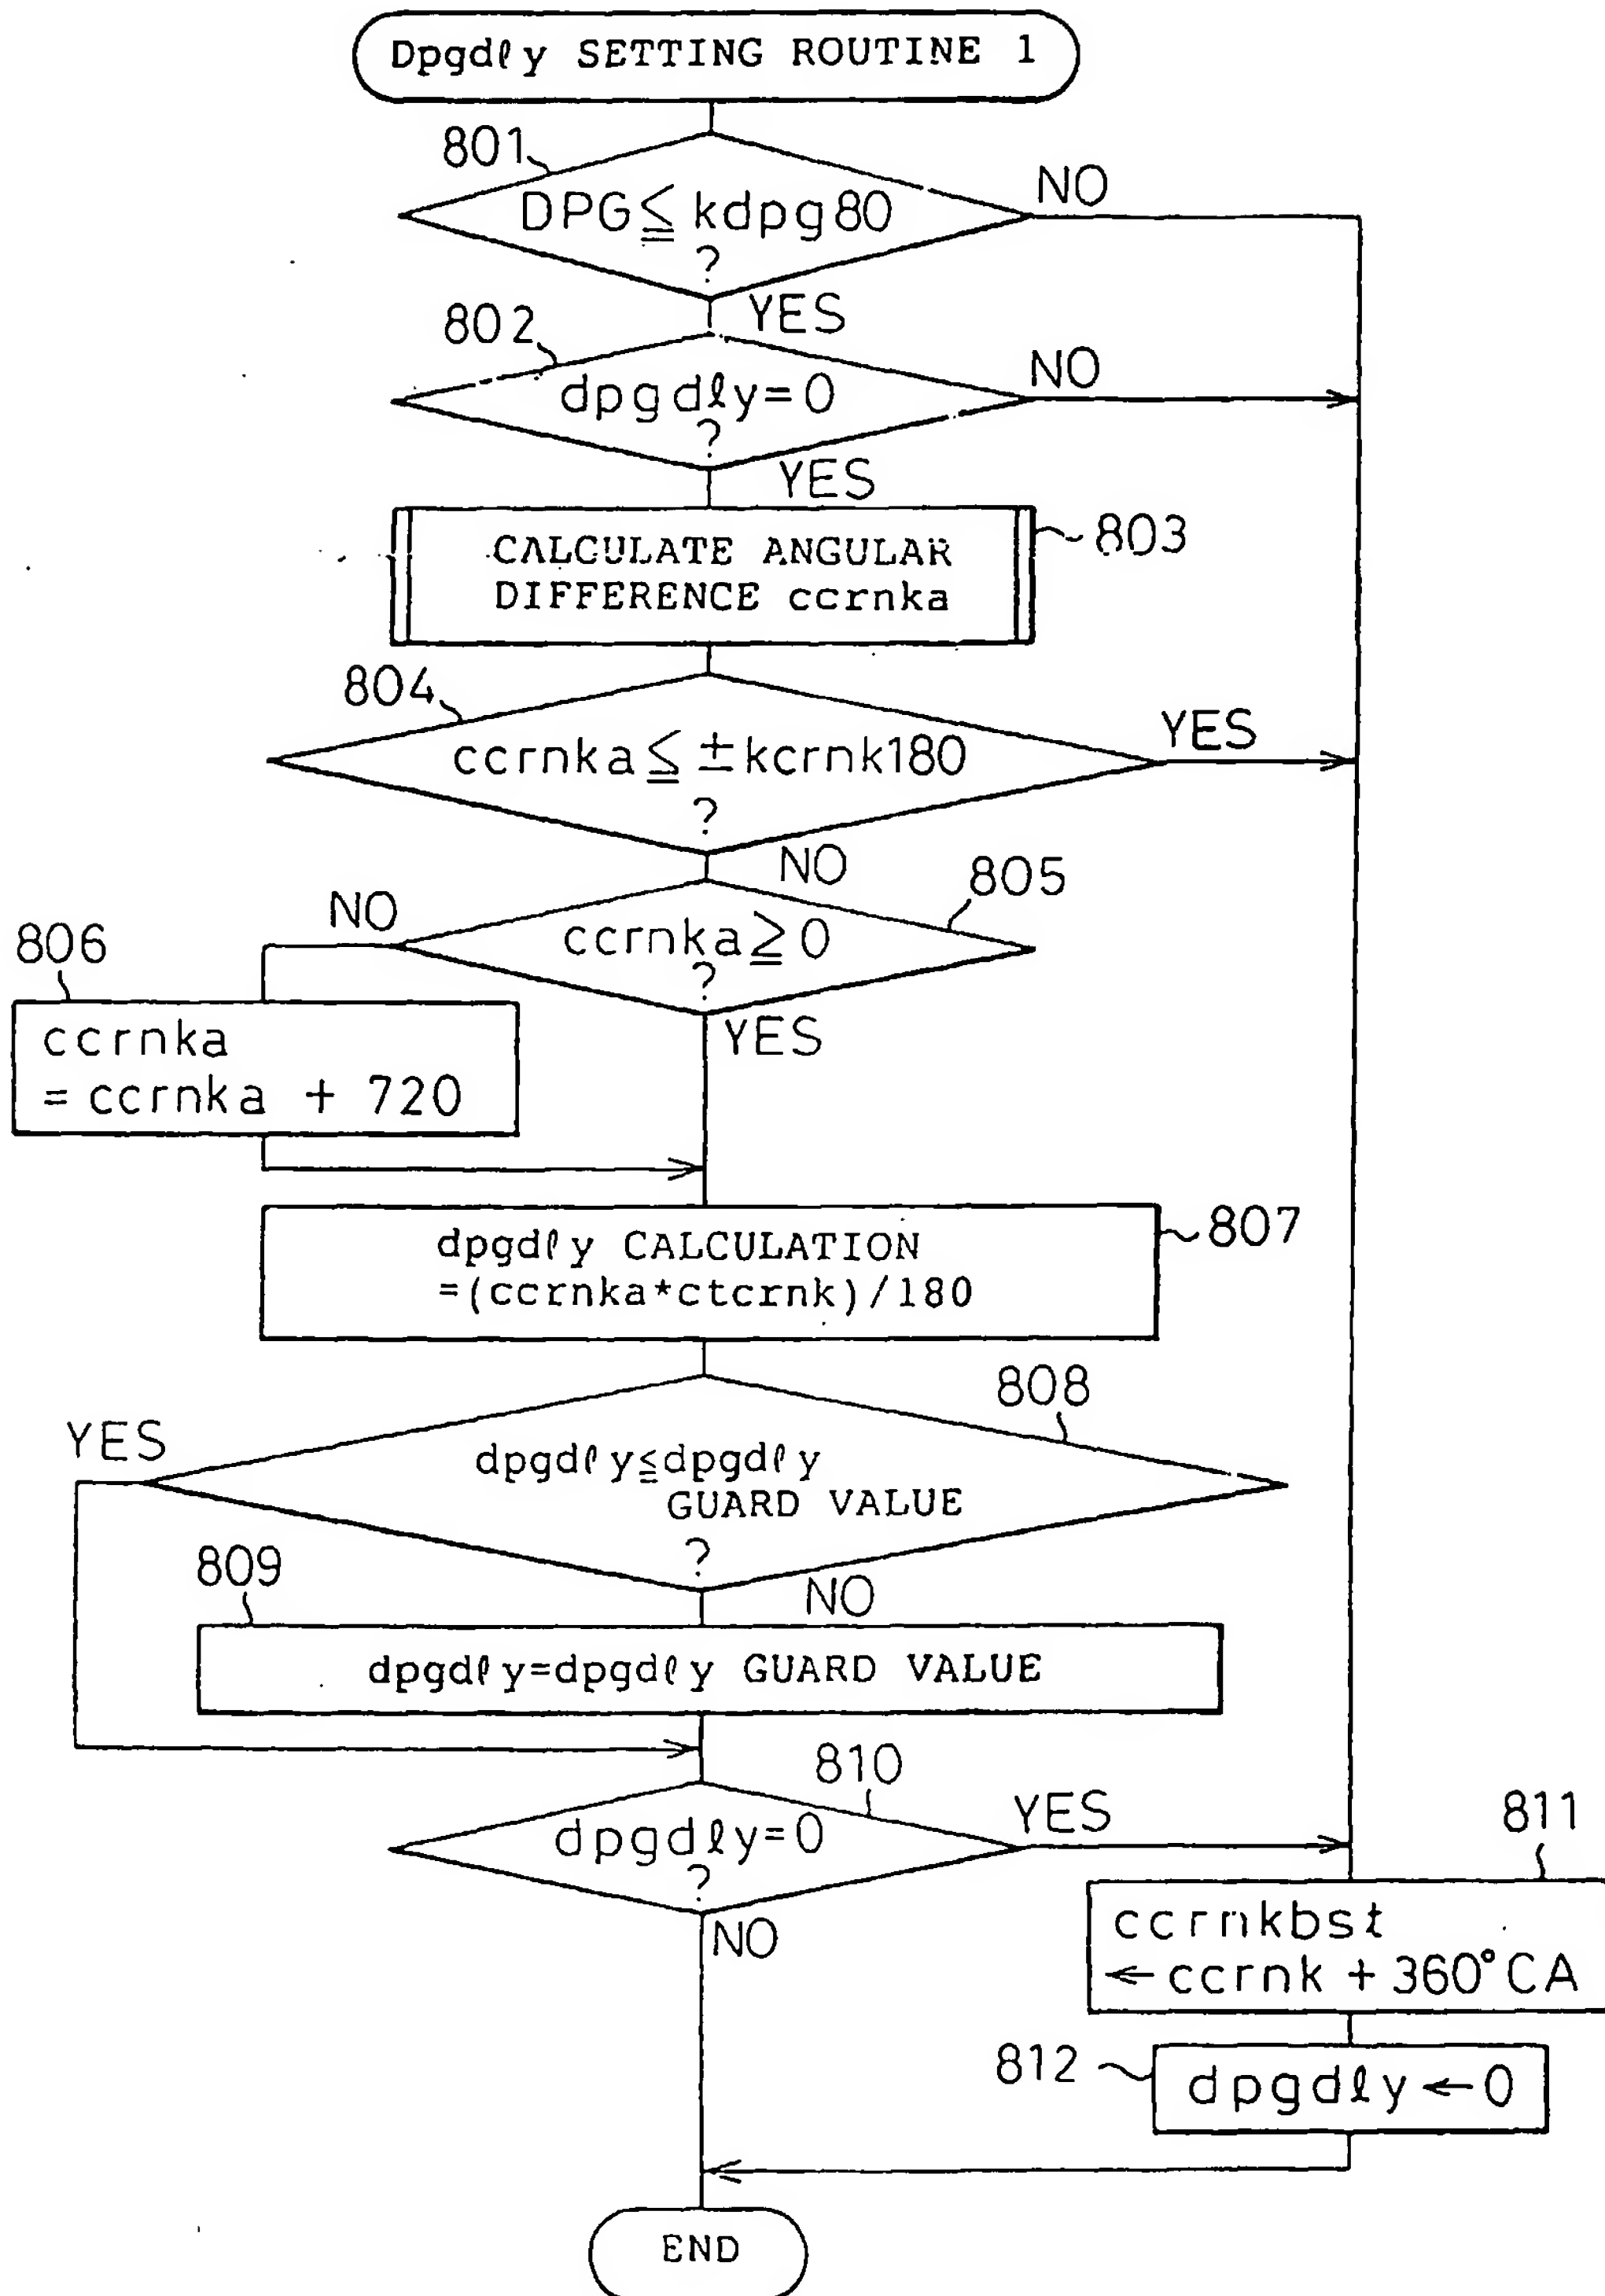 Dpgdℓy SETTING ROUTINE 1
801
DPG≦kdpg80
?
NO
YES
802
dpgdℓy=0
?
NO
YES
CALCULATE ANGULAR
DIFFERENCE ccrnka
803
804
ccrnka≦±kcrnk180
?
YES
NO
805
ccrnka≧0
?
NO
YES
806
ccrnka
=ccrnka + 720
dpgdℓy CALCULATION
=(ccrnka*ctcrnk)/180
807
808
dpgdℓy≦dpgdℓy
GUARD VALUE
?
YES
NO
809
dpgdℓy=dpgdℓy GUARD VALUE
810
dpgdℓy=0
?
YES
NO
811
ccrnkbst
←ccrnk+360°CA
812
dpgdℓy←0
END